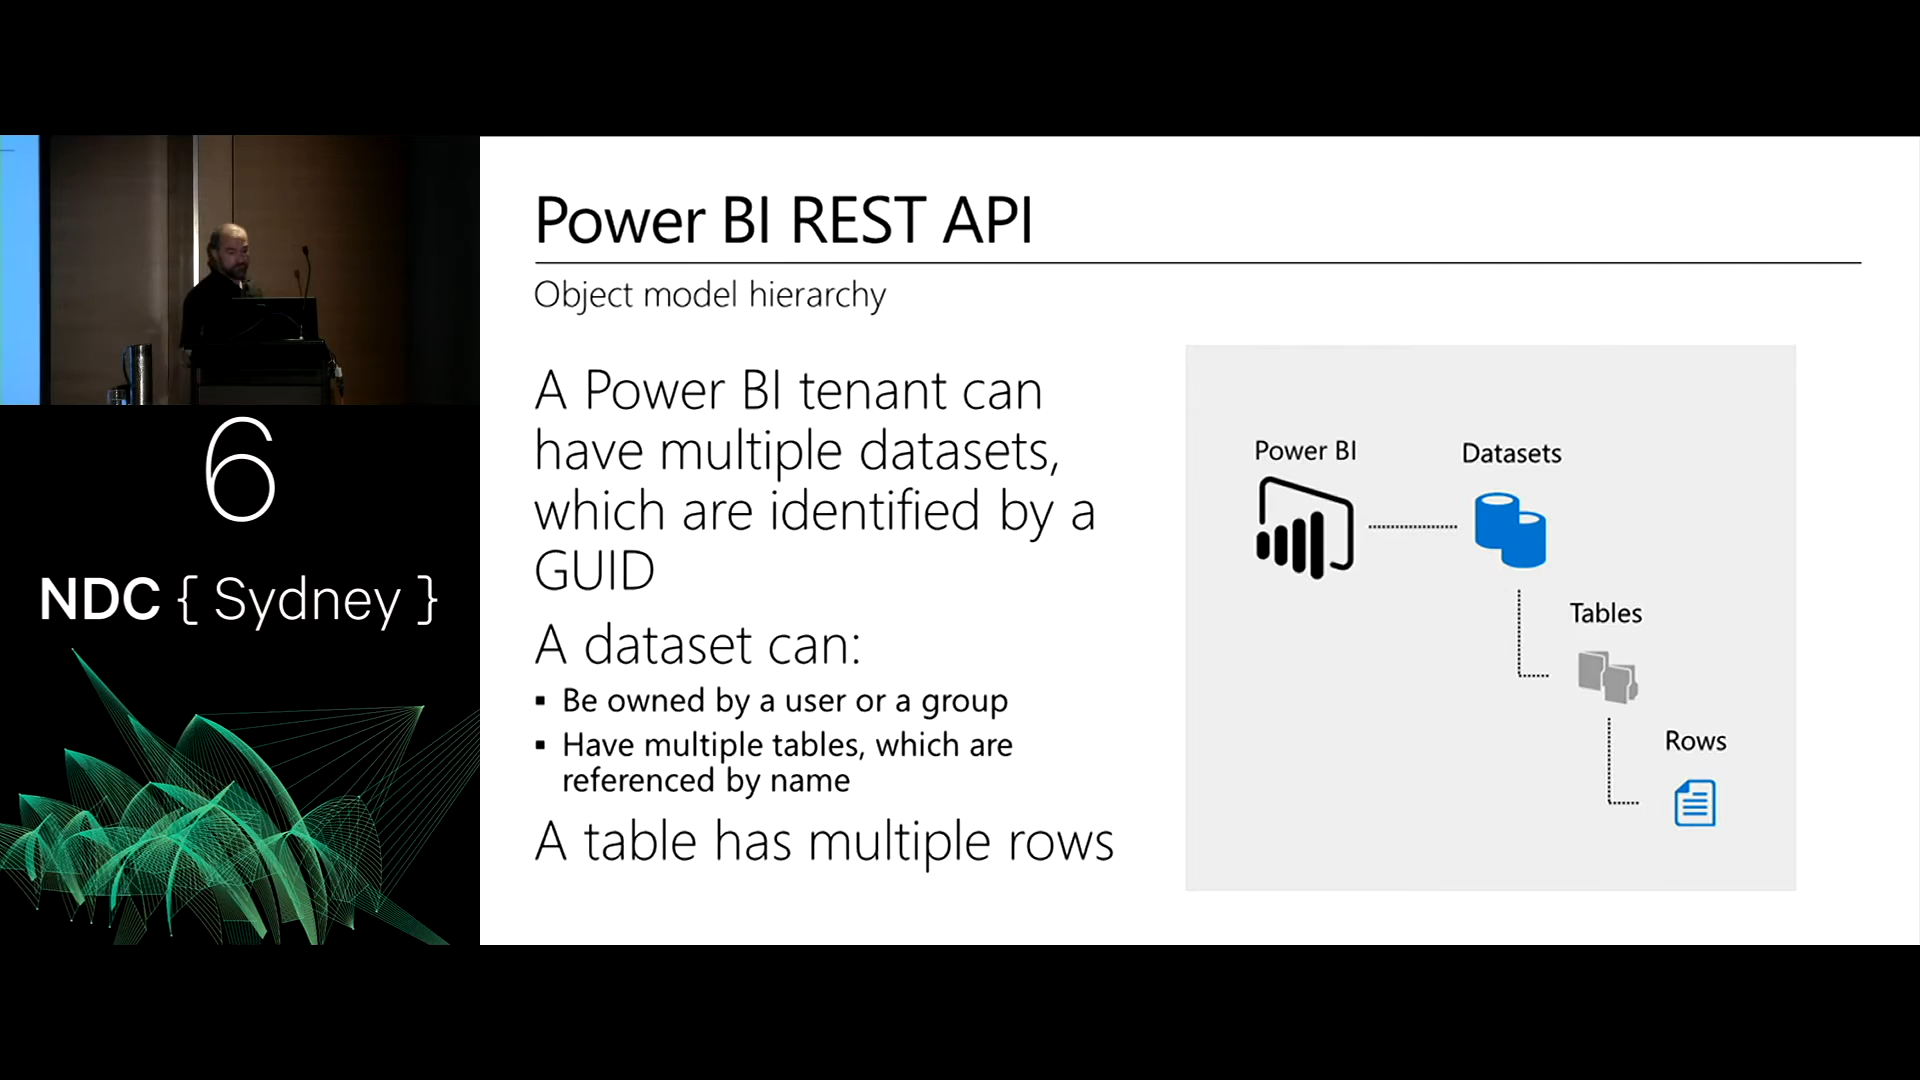 6
NDC { Sydney }
Power BI REST API
Object model hierarchy
A Power BI tenant can
have multiple datasets,
which are identified by a
GUID
A dataset can:
▪ Be owned by a user or a group
▪ Have multiple tables, which are
referenced by name
A table has multiple rows
Power BI
Datasets
Tables
Rows